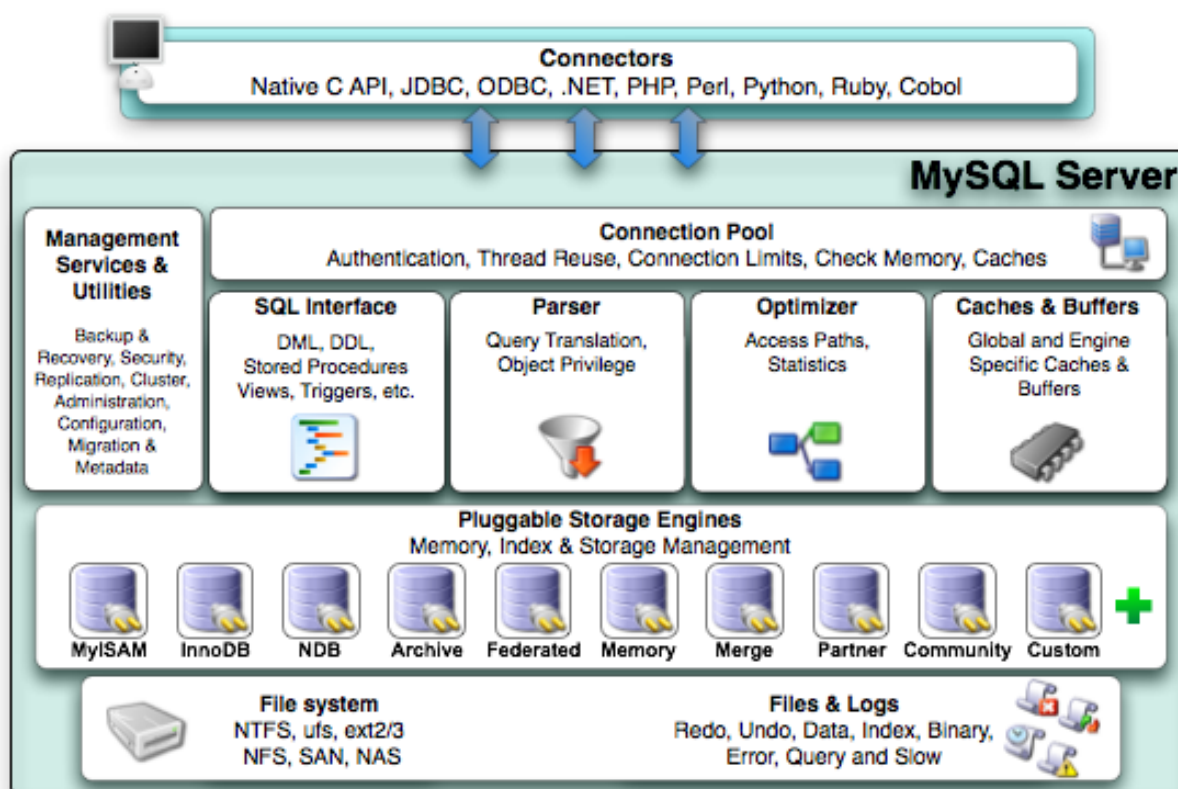 Connectors
Native C API, JDBC, ODBC, .NET, PHP, Perl, Python, Ruby, Cobol
MySQL Server
Management
Services &
Utilities
Backup &
Recovery, Security,
Replication, Cluster,
Administration,
Configuration,
Migration &
Metadata
Connection Pool
Authentication, Thread Reuse, Connection Limits, Check Memory, Caches
SQL Interface
DML, DDL,
Stored Procedures
Views, Triggers, etc.
Parser
Query Translation,
Object Privilege
Optimizer
Access Paths,
Statistics
Caches & Buffers
Global and Engine
Specific Caches &
Buffers
Pluggable Storage Engines
Memory, Index & Storage Management
MyISAM
InnoDB
NDB
Archive
Federated
Memory
Merge
Partner
Community
Custom
File system
NTFS, ufs, ext2/3
NFS, SAN, NAS
Files & Logs
Redo, Undo, Data, Index, Binary,
Error, Query and Slow